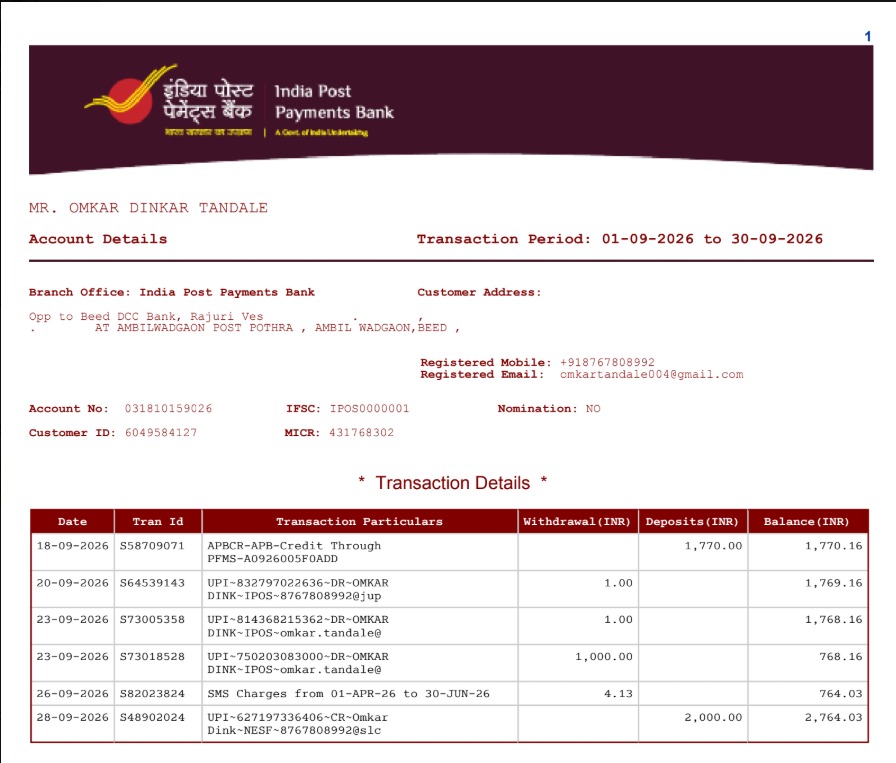 1
इंडिया पोस्ट
पेमेंट्स बैंक
भारत सरकार का उपक्रम
India Post
Payments Bank
A Govt. of India Undertaking
MR. OMKAR DINKAR TANDALE
Account Details
Transaction Period: 01-09-2026 to 30-09-2026
Branch Office: India Post Payments Bank
Customer Address:
Opp to Beed DCC Bank, Rajuri Ves . ,
. AT AMBILWADGAON POST POTHRA , AMBIL WADGAON,BEED ,
Registered Mobile: +918767808992
Registered Email: omkartandale004@gmail.com
Account No: 031810159026 IFSC: IPOS0000001 Nomination: NO
Customer ID: 6049584127 MICR: 431768302
* Transaction Details *
Date Tran Id Transaction Particulars Withdrawal(INR) Deposits(INR) Balance(INR)
18-09-2026 S58709071 APBCR-APB-Credit Through 1,770.00 1,770.16
PFMS-A0926005F0ADD
20-09-2026 S64539143 UPI~832797022636~DR~OMKAR 1.00 1,769.16
DINK~IPOS~8767808992@jup
23-09-2026 S73005358 UPI~814368215362~DR~OMKAR 1.00 1,768.16
DINK~IPOS~omkar.tandale@
23-09-2026 S73018528 UPI~750203083000~DR~OMKAR 1,000.00 768.16
DINK~IPOS~omkar.tandale@
26-09-2026 S82023824 SMS Charges from 01-APR-26 to 30-JUN-26 4.13 764.03
28-09-2026 S48902024 UPI~627197336406~CR~Omkar 2,000.00 2,764.03
Dink~NESF~8767808992@slc